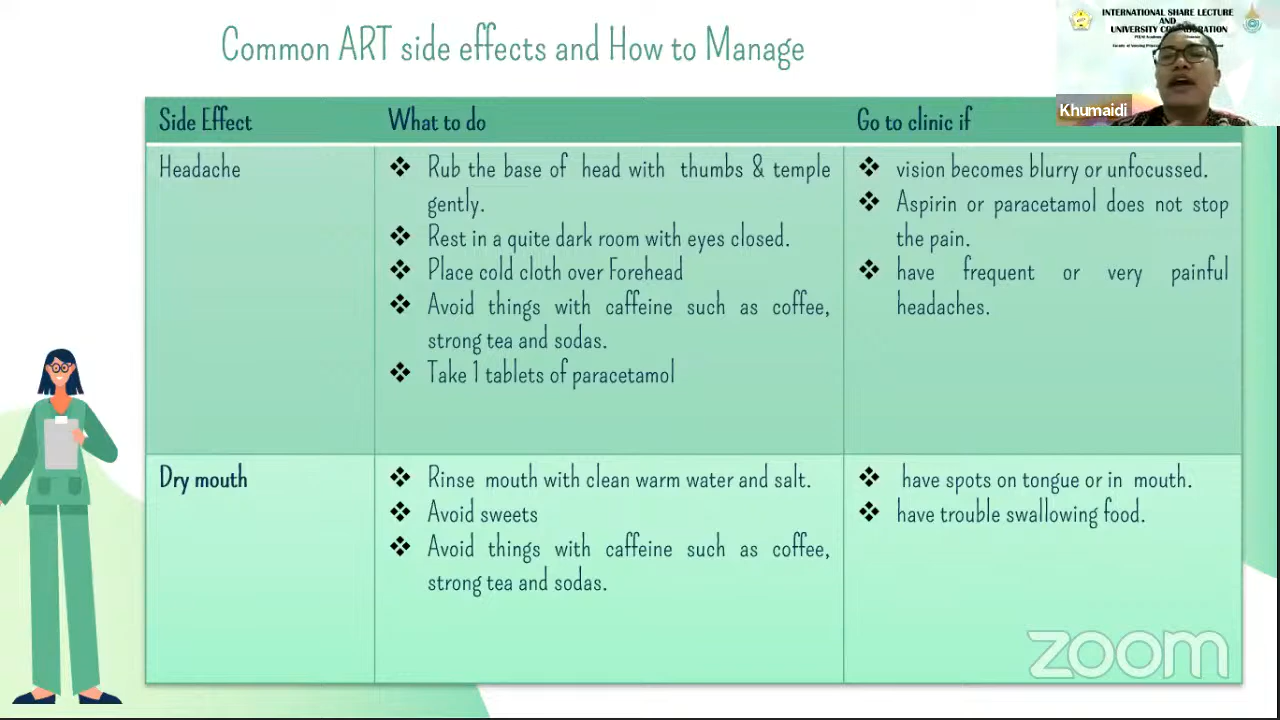 Common ART side effects and How to Manage
INTERNATIONAL SHARE LECTURE
AND
UNIVERSITY
Khumaidi
Side Effect
What to do
Go to clinic if
Headache
❖ Rub the base of head with thumbs & temple
gently.
❖ Rest in a quite dark room with eyes closed.
❖ Place cold cloth over Forehead
❖ Avoid things with caffeine such as coffee,
strong tea and sodas.
❖ Take 1 tablets of paracetamol
❖ vision becomes blurry or unfocussed.
❖ Aspirin or paracetamol does not stop
the pain.
❖ have frequent or very painful
headaches.
Dry mouth
❖ Rinse mouth with clean warm water and salt.
❖ Avoid sweets
❖ Avoid things with caffeine such as coffee,
strong tea and sodas.
❖ have spots on tongue or in mouth.
❖ have trouble swallowing food.
zoom